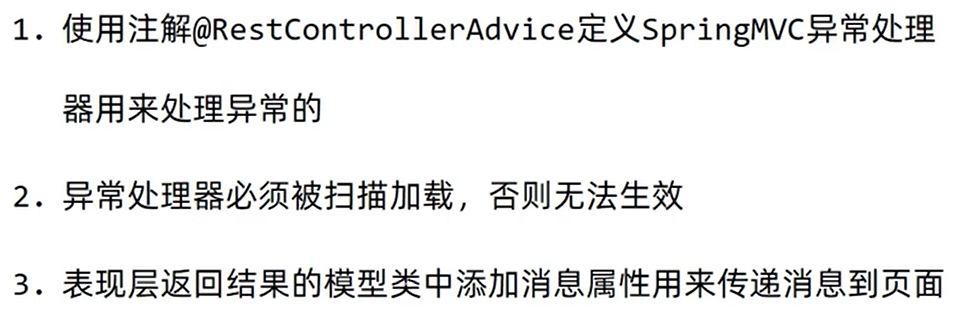 1. 使用注解@RestControllerAdvice定义SpringMVC异常处理
器用来处理异常的
2. 异常处理器必须被扫描加载，否则无法生效
3. 表现层返回结果的模型类中添加消息属性用来传递消息到页面